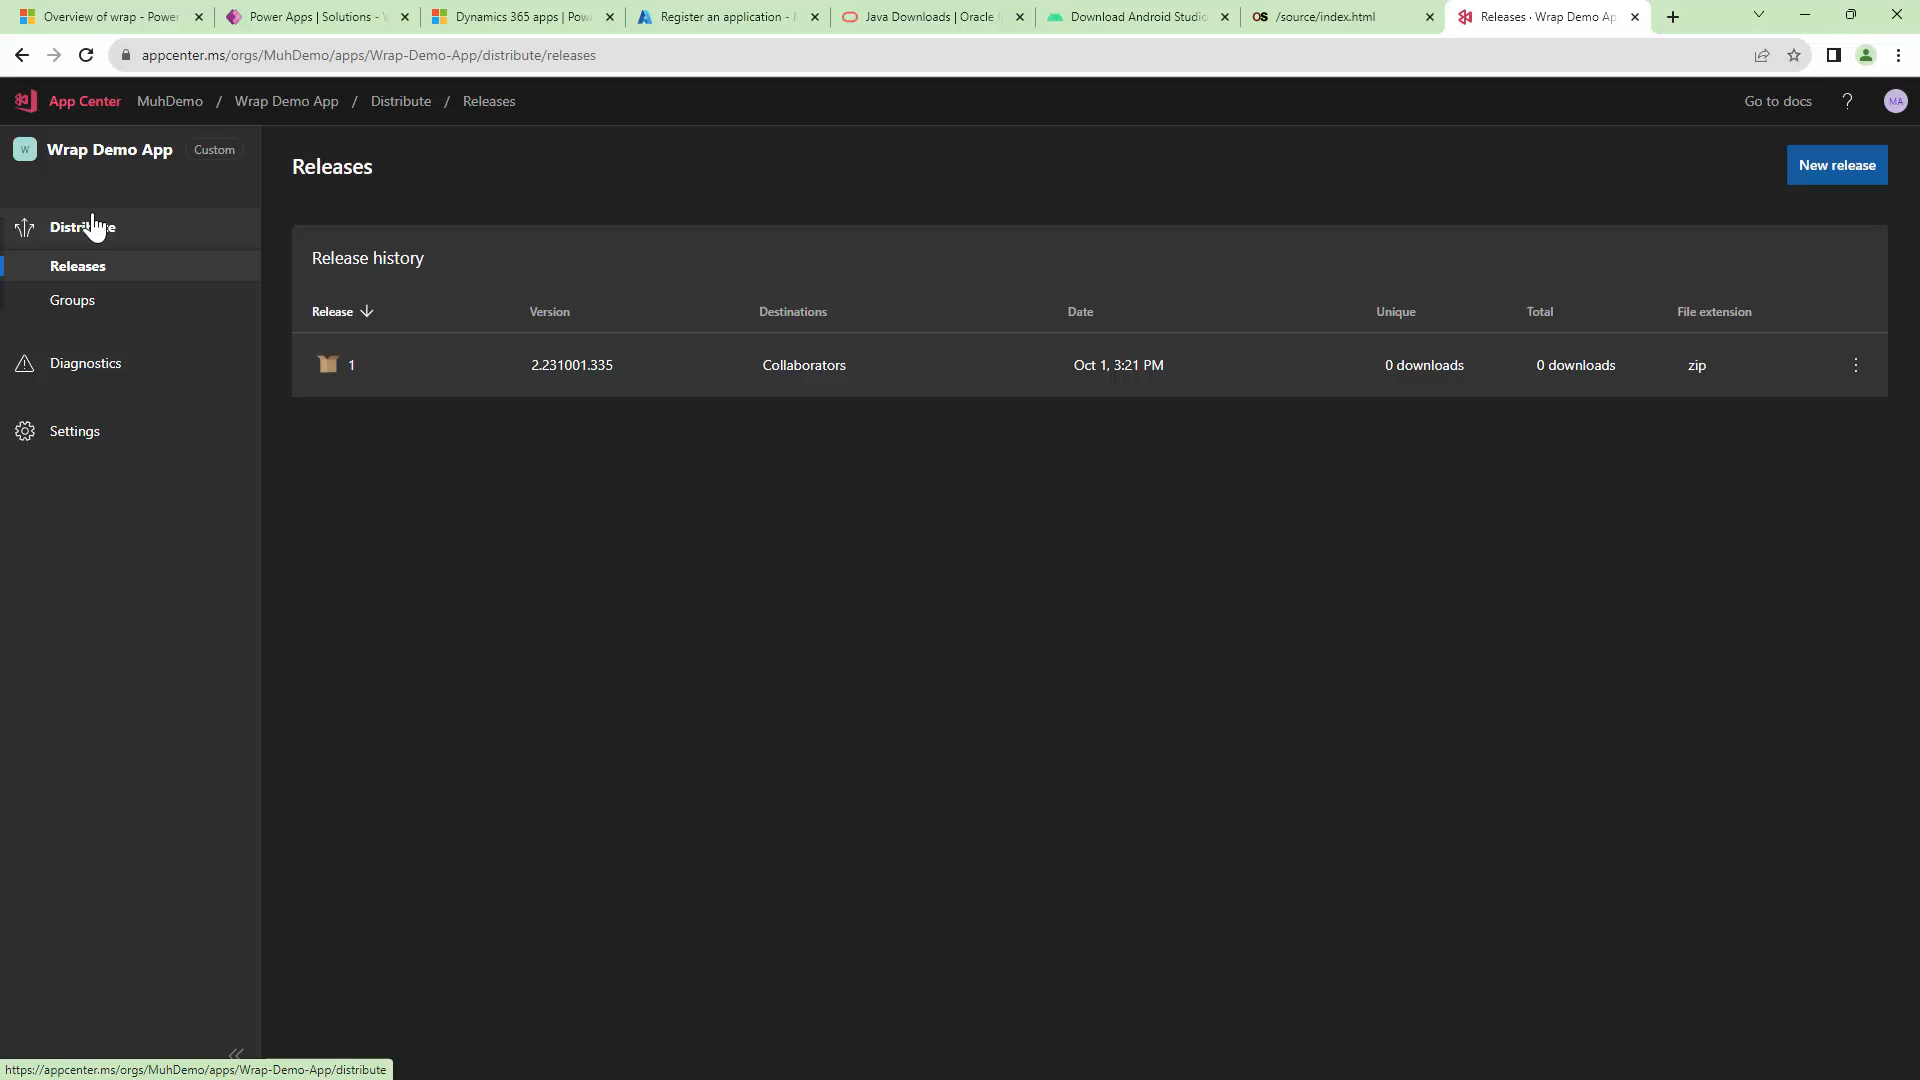 Overview of wrap - Power
Power Apps | Solutions -
Dynamics 365 apps | Pow
Register an application -
Java Downloads | Oracle
Download Android Studio
OS /source/index.html
Releases · Wrap Demo Ap
appcenter.ms/orgs/MuhDemo/apps/Wrap-Demo-App/distribute/releases
App Center MuhDemo / Wrap Demo App / Distribute / Releases
Go to docs ? MA
W Wrap Demo App Custom
Releases
New release
Distribute
Releases
Groups
Diagnostics
Settings
Release history
Release Version Destinations Date Unique Total File extension
1 2.231001.335 Collaborators Oct 1, 3:21 PM 0 downloads 0 downloads zip
https://appcenter.ms/orgs/MuhDemo/apps/Wrap-Demo-App/distribute